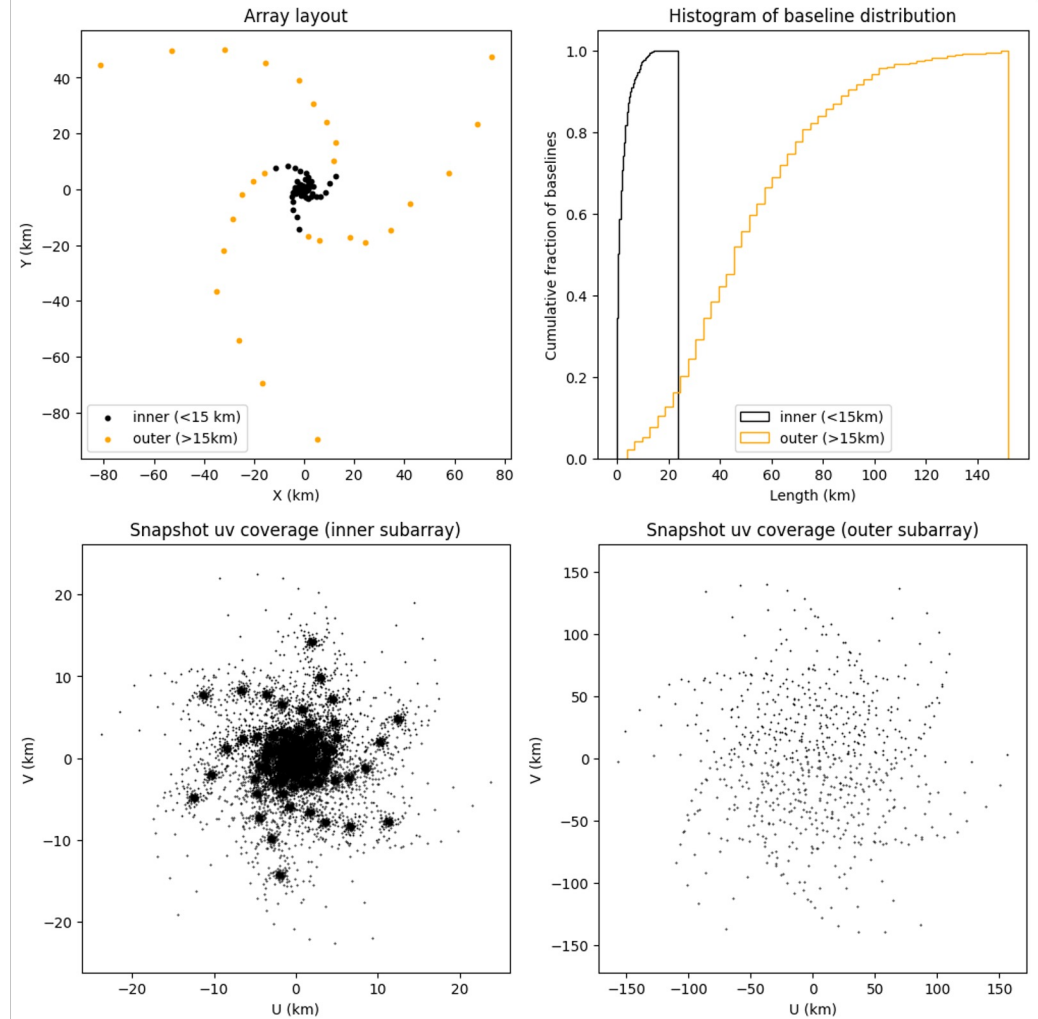 Array layout
Y (km)
40
20
0
−20
−40
−60
−80
inner (<15 km)
outer (>15km)
−80 −60 −40 −20 0 20 40 60 80
X (km)
Histogram of baseline distribution
Cumulative fraction of baselines
1.0
0.8
0.6
0.4
0.2
0.0
inner (<15km)
outer (>15km)
0 20 40 60 80 100 120 140
Length (km)
Snapshot uv coverage (inner subarray)
V (km)
20
10
0
−10
−20
−20 −10 0 10 20
U (km)
Snapshot uv coverage (outer subarray)
V (km)
150
100
50
0
−50
−100
−150
−150 −100 −50 0 50 100 150
U (km)